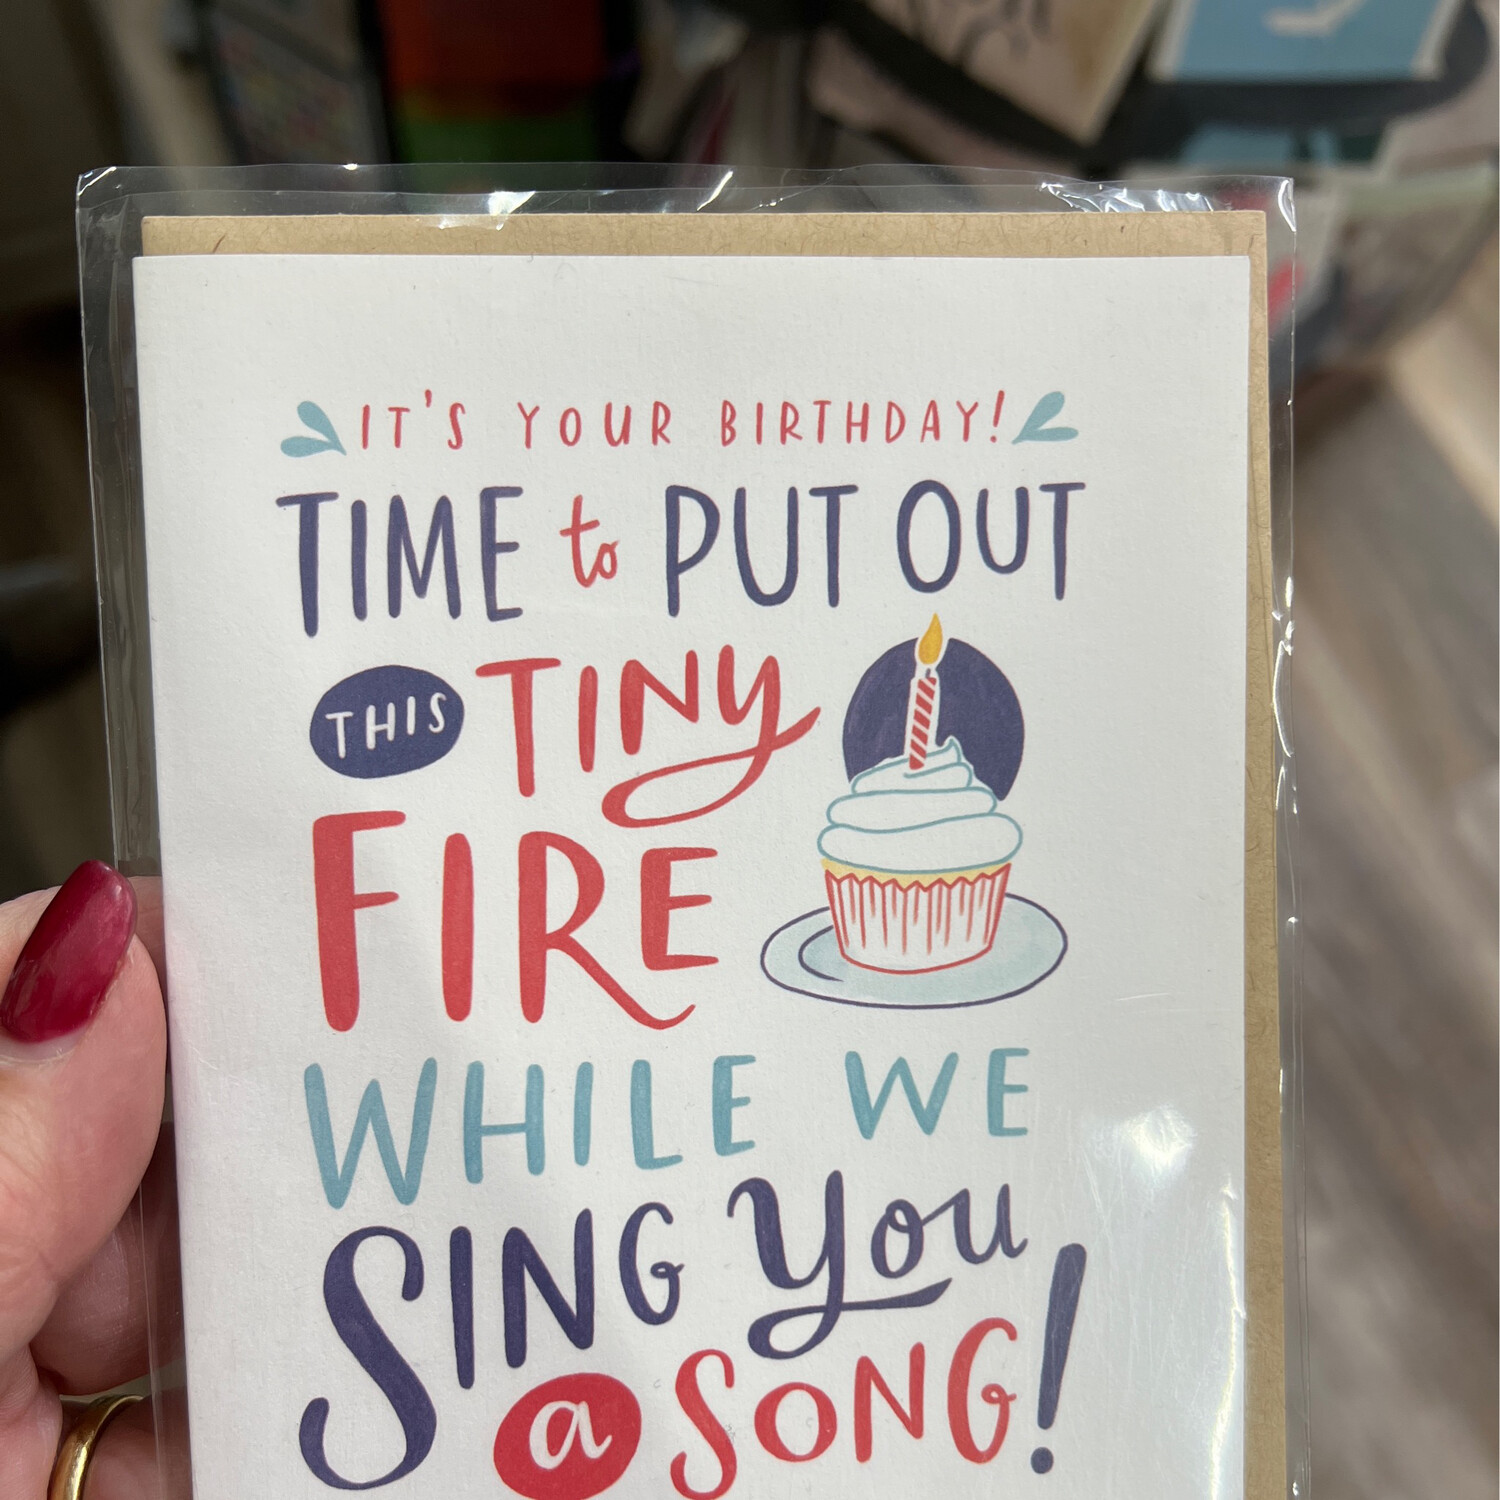 IT'S YOUR BIRTHDAY!
TIME to PUT OUT
THIS TINY
FIRE
WHILE WE
SING YOU
a SONG!